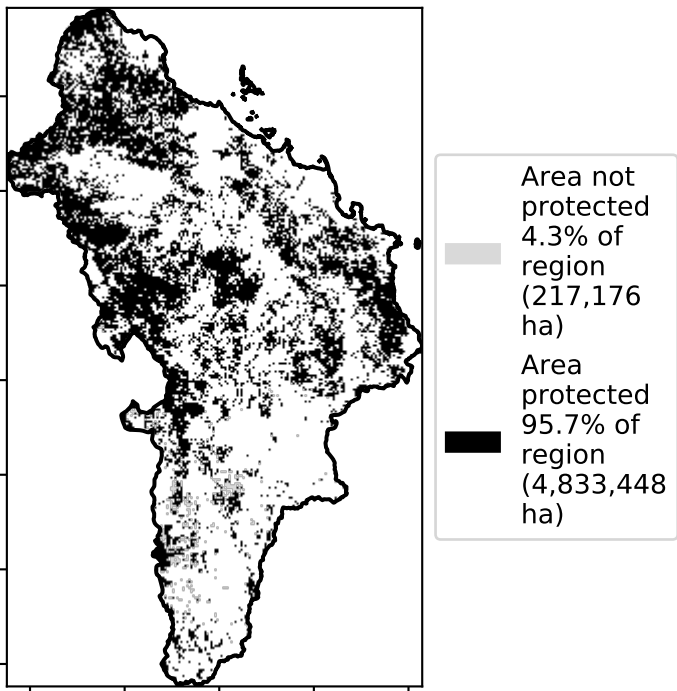 Area not
protected
4.3% of
region
(217,176
ha)
Area
protected
95.7% of
region
(4,833,448
ha)